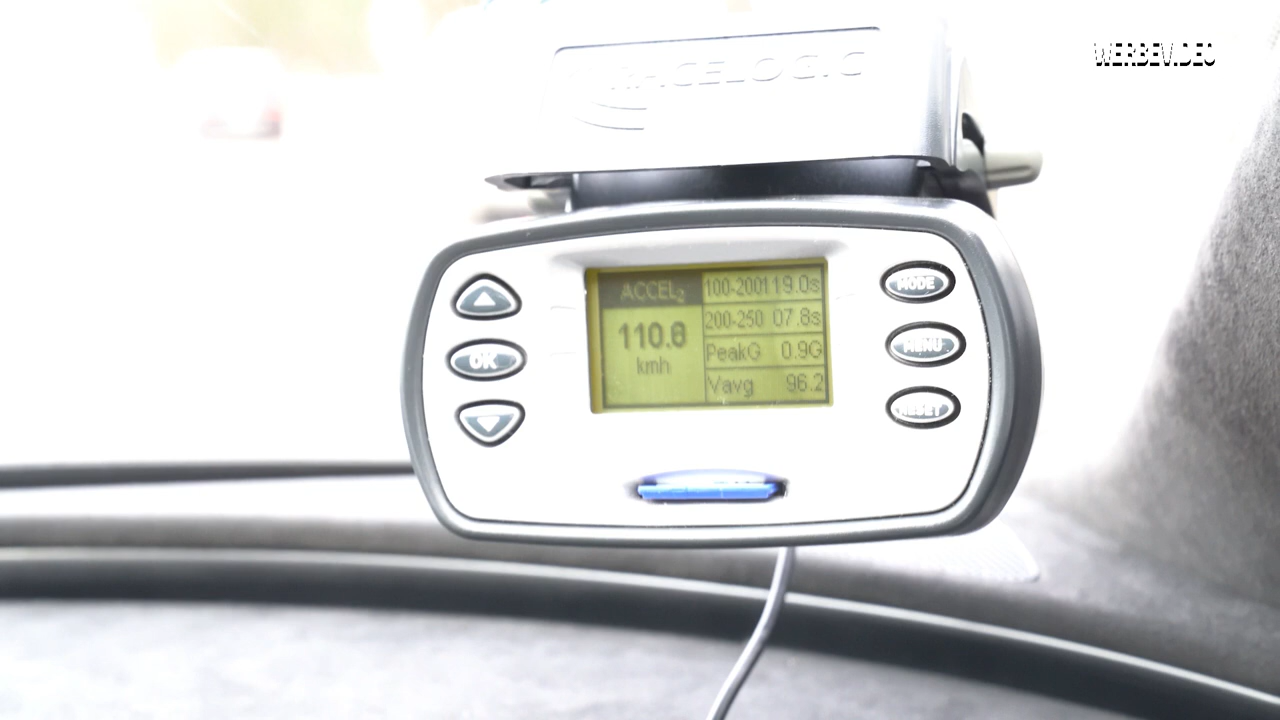 WERBEVIDEO
RACELOGIC
ACCEL2
110.8
kmh
100-200 119.0s
200-250 07.8s
PeakG 0.9G
Vavg 96.2
OK
MODE
MENU
RESET